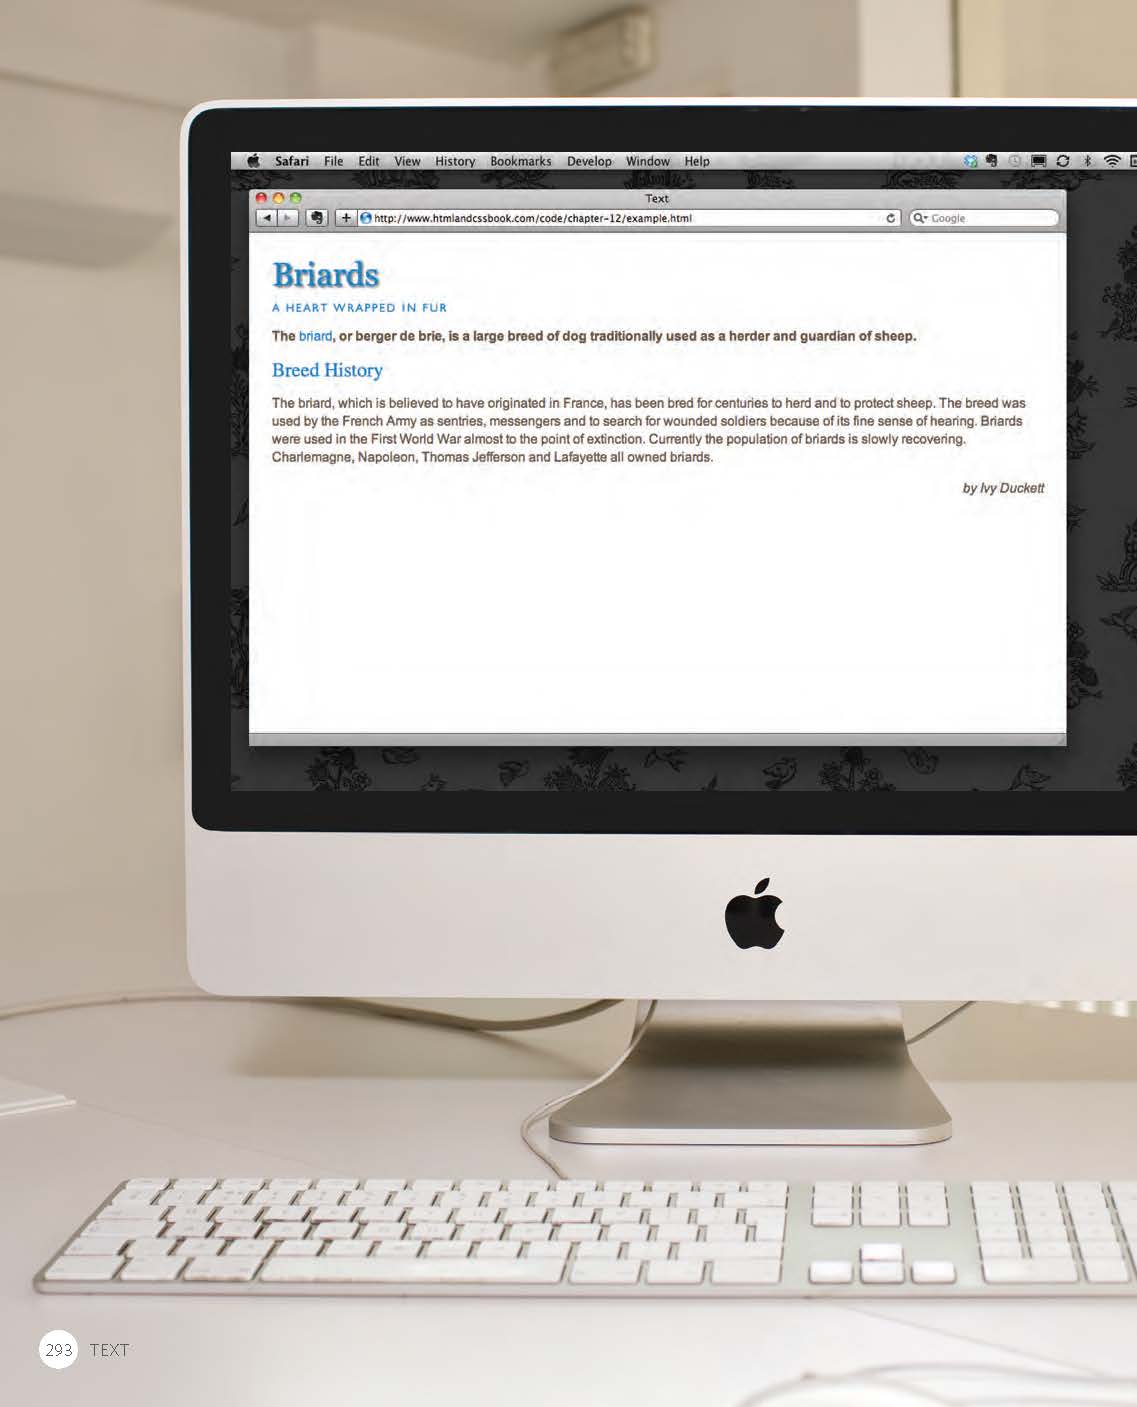 Safari File Edit View History Bookmarks Develop Window Help
Text
http://www.htmlandcssbook.com/code/chapter-12/example.html
Google
Briards
A HEART WRAPPED IN FUR
The briard, or berger de brie, is a large breed of dog traditionally used as a herder and guardian of sheep.
Breed History
The briard, which is believed to have originated in France, has been bred for centuries to herd and to protect sheep. The breed was
used by the French Army as sentries, messengers and to search for wounded soldiers because of its fine sense of hearing. Briards
were used in the First World War almost to the point of extinction. Currently the population of briards is slowly recovering.
Charlemagne, Napoleon, Thomas Jefferson and Lafayette all owned briards.
by Ivy Duckett
293 TEXT